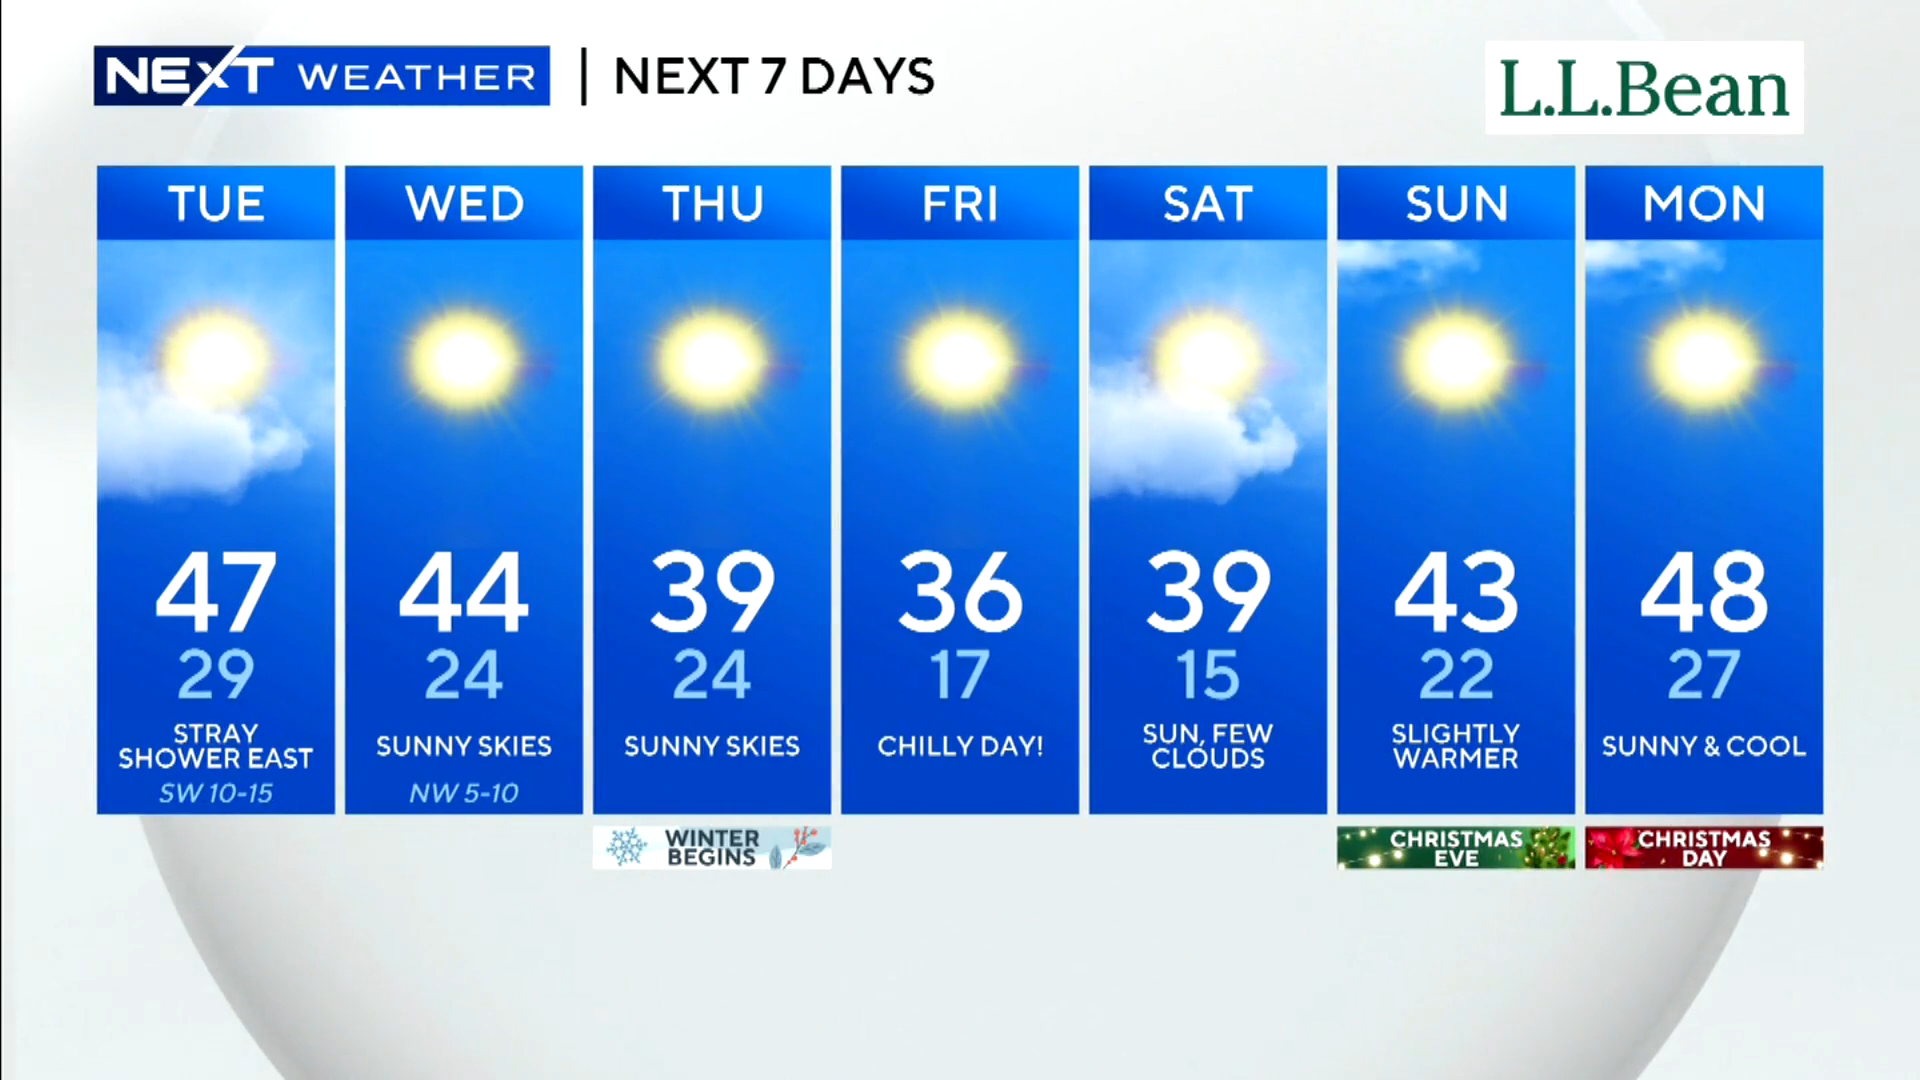 NEXT WEATHER | NEXT 7 DAYS
L.L.Bean
TUE
47
29
STRAY
SHOWER EAST
SW 10-15
WED
44
24
SUNNY SKIES
NW 5-10
THU
39
24
SUNNY SKIES
WINTER
BEGINS
FRI
36
17
CHILLY DAY!
SAT
39
15
SUN, FEW
CLOUDS
SUN
43
22
SLIGHTLY
WARMER
CHRISTMAS
EVE
MON
48
27
SUNNY & COOL
CHRISTMAS
DAY